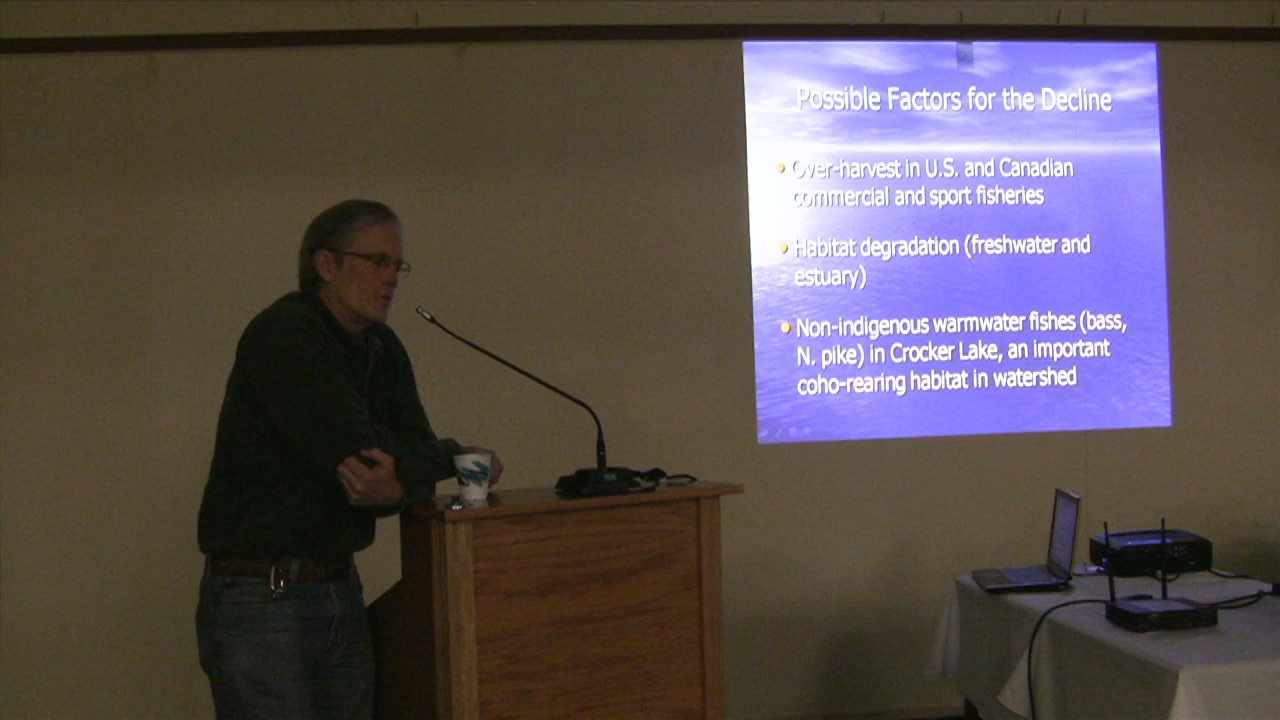 Possible Factors for the Decline
Over-harvest in U.S. and Canadian
commercial and sport fisheries
Habitat degradation (freshwater and
estuary)
Non-indigenous warmwater fishes (bass,
N. pike) in Crocker Lake, an important
coho-rearing habitat in watershed